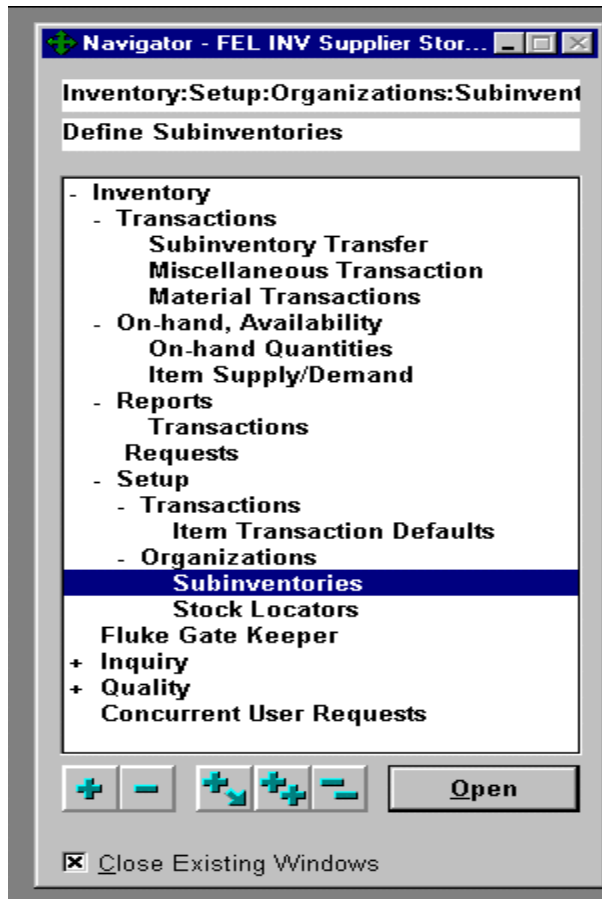 Navigator - FEL INV Supplier Stor...
Inventory:Setup:Organizations:Subinvent
Define Subinventories
- Inventory
- Transactions
Subinventory Transfer
Miscellaneous Transaction
Material Transactions
- On-hand, Availability
On-hand Quantities
Item Supply/Demand
- Reports
Transactions
Requests
- Setup
- Transactions
Item Transaction Defaults
- Organizations
Subinventories
Stock Locators
Fluke Gate Keeper
+ Inquiry
+ Quality
Concurrent User Requests
Open
Close Existing Windows